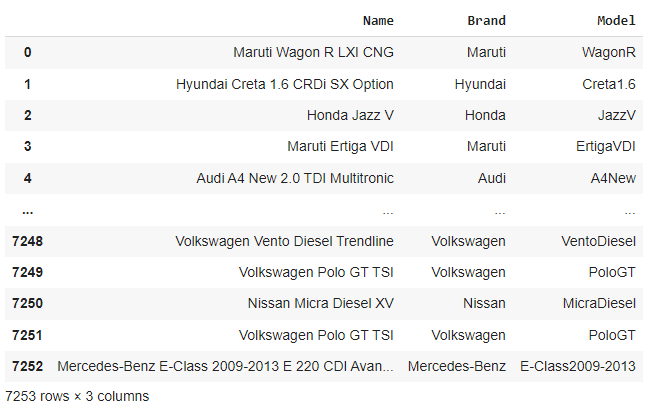 Name Brand Model
0 Maruti Wagon R LXI CNG Maruti WagonR
1 Hyundai Creta 1.6 CRDi SX Option Hyundai Creta1.6
2 Honda Jazz V Honda JazzV
3 Maruti Ertiga VDI Maruti ErtigaVDI
4 Audi A4 New 2.0 TDI Multitronic Audi A4New
... ... ... ...
7248 Volkswagen Vento Diesel Trendline Volkswagen VentoDiesel
7249 Volkswagen Polo GT TSI Volkswagen PoloGT
7250 Nissan Micra Diesel XV Nissan MicraDiesel
7251 Volkswagen Polo GT TSI Volkswagen PoloGT
7252 Mercedes-Benz E-Class 2009-2013 E 220 CDI Avan... Mercedes-Benz E-Class2009-2013
7253 rows × 3 columns